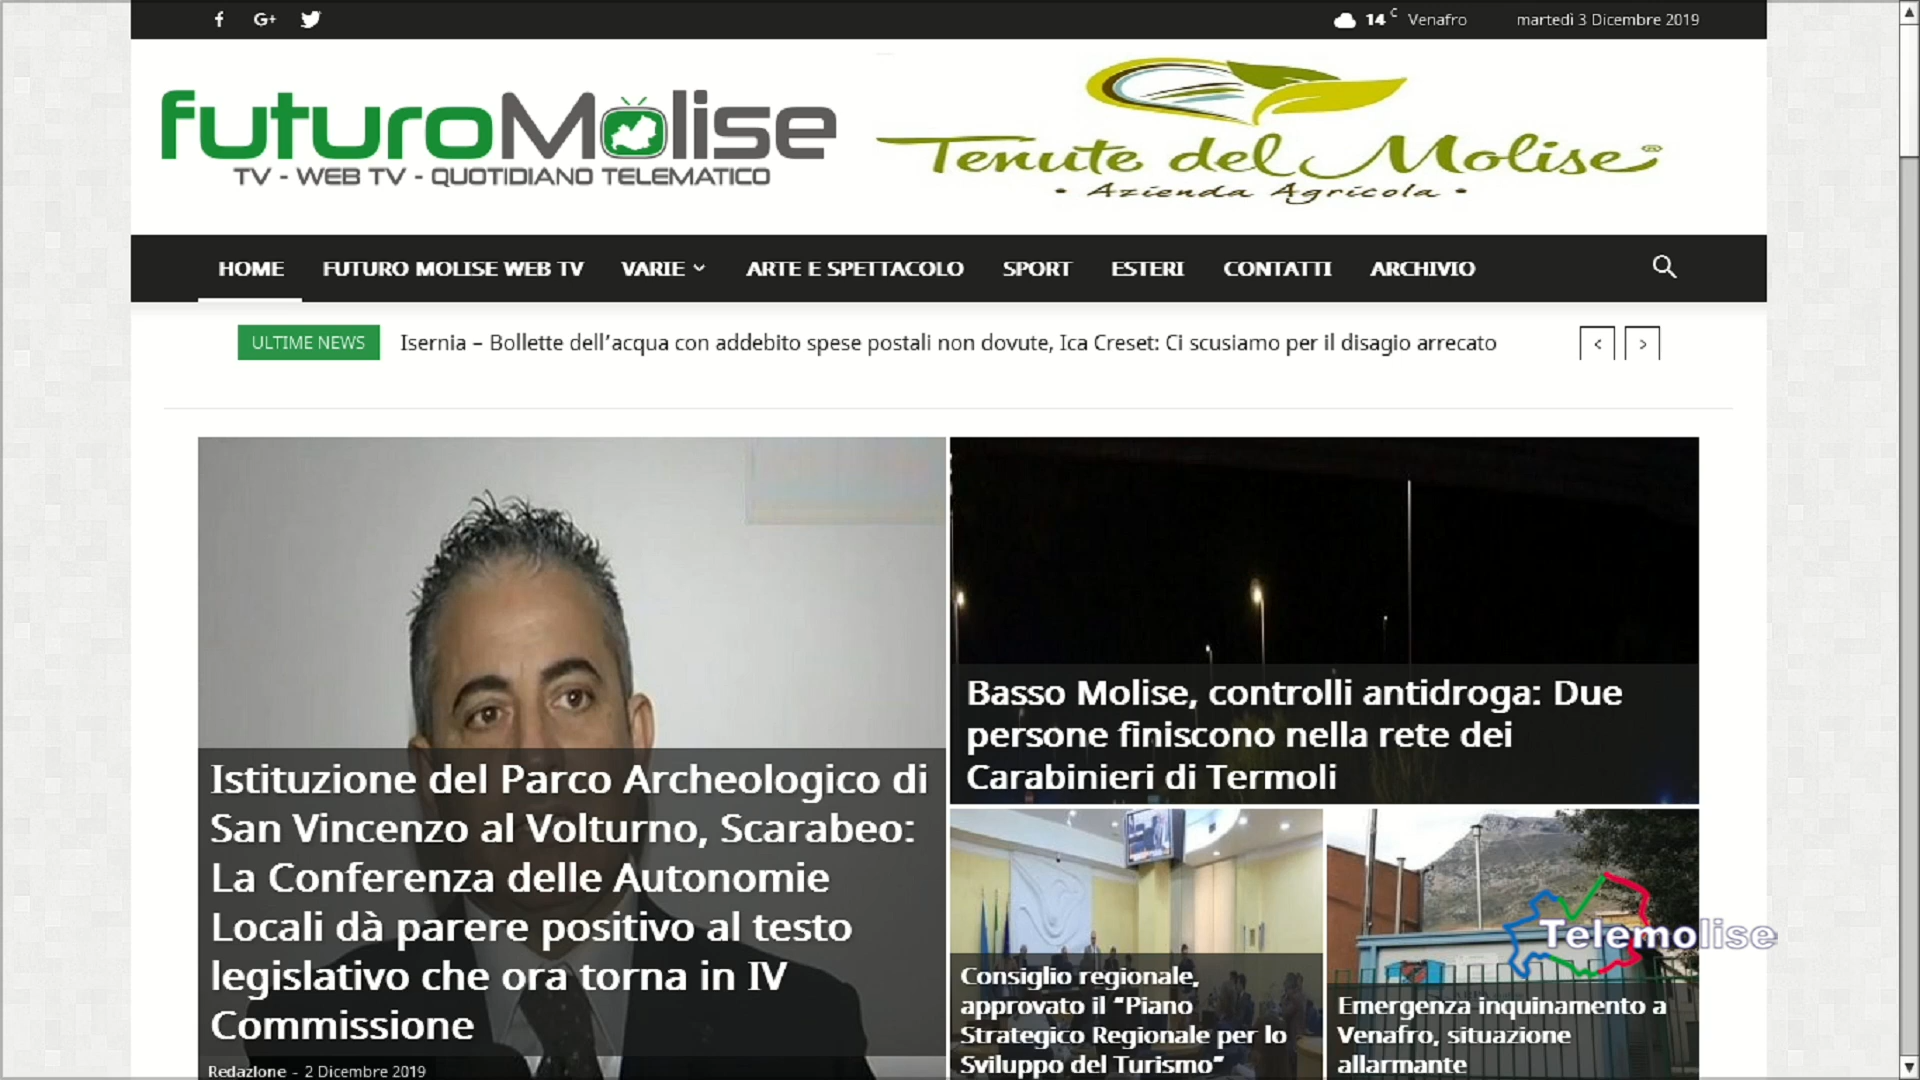 f G+
14 C Venafro martedì 3 Dicembre 2019
futuroMolise
TV - WEB TV - QUOTIDIANO TELEMATICO
Tenute del Molise®
• Azienda Agricola •
HOME FUTURO MOLISE WEB TV VARIE ARTE E SPETTACOLO SPORT ESTERI CONTATTI ARCHIVIO
ULTIME NEWS Isernia – Bollette dell’acqua con addebito spese postali non dovute, Ica Creset: Ci scusiamo per il disagio arrecato < >
Istituzione del Parco Archeologico di
San Vincenzo al Volturno, Scarabeo:
La Conferenza delle Autonomie
Locali dà parere positivo al testo
legislativo che ora torna in IV
Commissione
Redazione - 2 Dicembre 2019
Basso Molise, controlli antidroga: Due
persone finiscono nella rete dei
Carabinieri di Termoli
Consiglio regionale,
approvato il “Piano
Strategico Regionale per lo
Sviluppo del Turismo”
Telemolise
Emergenza inquinamento a
Venafro, situazione
allarmante